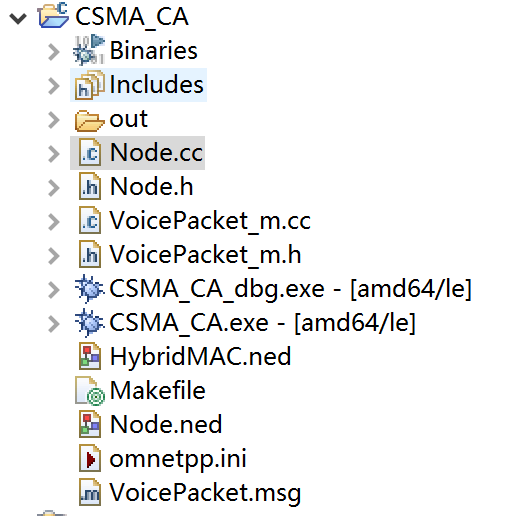 CSMA_CA
Binaries
Includes
out
Node.cc
Node.h
VoicePacket_m.cc
VoicePacket_m.h
CSMA_CA_dbg.exe - [amd64/le]
CSMA_CA.exe - [amd64/le]
HybridMAC.ned
Makefile
Node.ned
omnetpp.ini
VoicePacket.msg